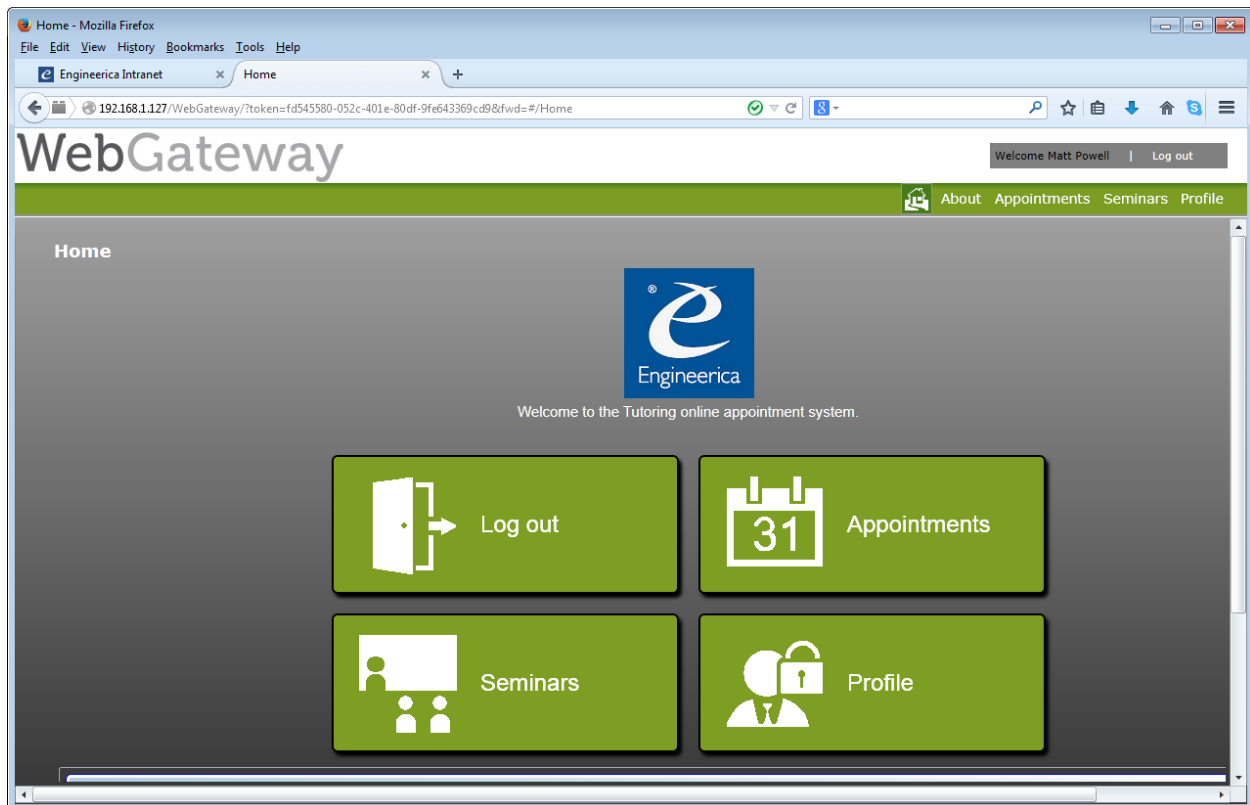 Home - Mozilla Firefox
File Edit View History Bookmarks Tools Help
Engineerica Intranet
Home
192.168.1.127/WebGateway/?token=fd545580-052c-401e-80df-9fe643369cd9&fwd=#/Home
8
S
WebGateway
Welcome Matt Powell | Log out
About Appointments Seminars Profile
Home
®
e
Engineerica
Welcome to the Tutoring online appointment system.
Log out
31 Appointments
Seminars
Profile